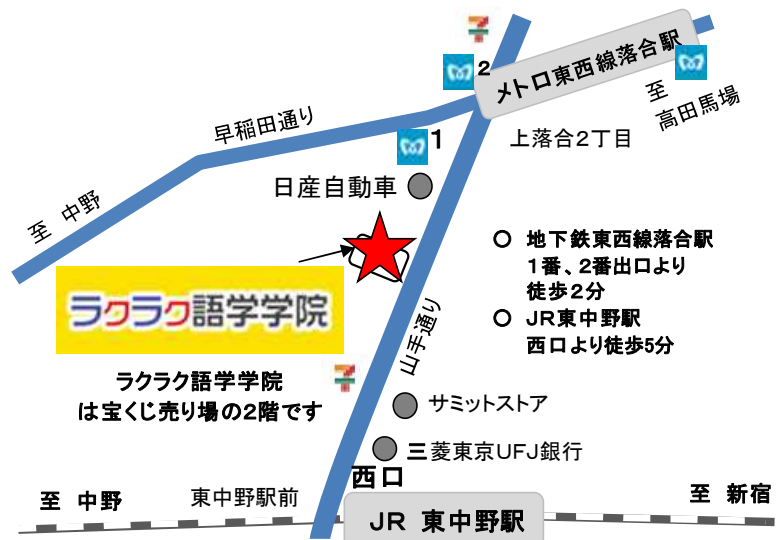 2
メトロ東西線落合駅
至
高田馬場
早稲田通り
1
上落合2丁目
日産自動車
至 中野
○ 地下鉄東西線落合駅
1番、2番出口より
徒歩2分
○ JR東中野駅
西口より徒歩5分
ラクラク語学学院
山手通り
ラクラク語学学院
は宝くじ売り場の2階です
サミットストア
三菱東京UFJ銀行
西口
至 中野
東中野駅前
至 新宿
JR 東中野駅